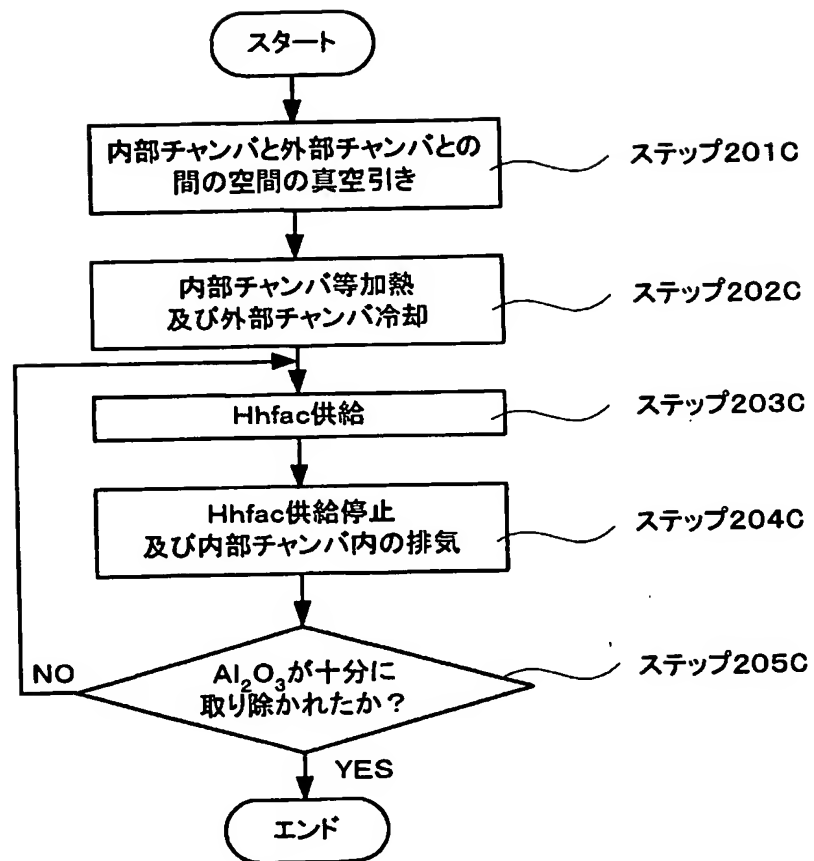 スタート
内部チャンバと外部チャンバとの
間の空間の真空引き
ステップ201C
内部チャンバ等加熱
及び外部チャンバ冷却
ステップ202C
Hhfac供給
ステップ203C
Hhfac供給停止
及び内部チャンバ内の排気
ステップ204C
Al₂O₃が十分に
取り除かれたか？
ステップ205C
NO
YES
エンド